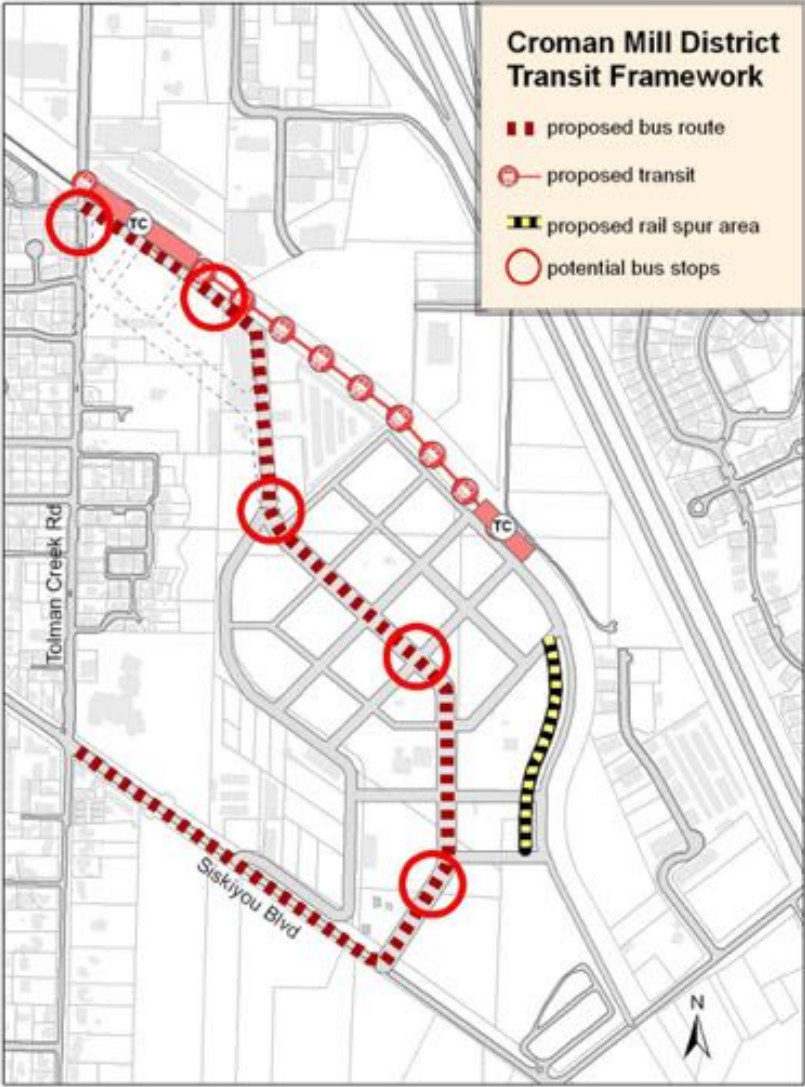 Croman Mill District
Transit Framework
proposed bus route
proposed transit
proposed rail spur area
potential bus stops
TC
TC
Tolman Creek Rd
Siskiyou Blvd
N